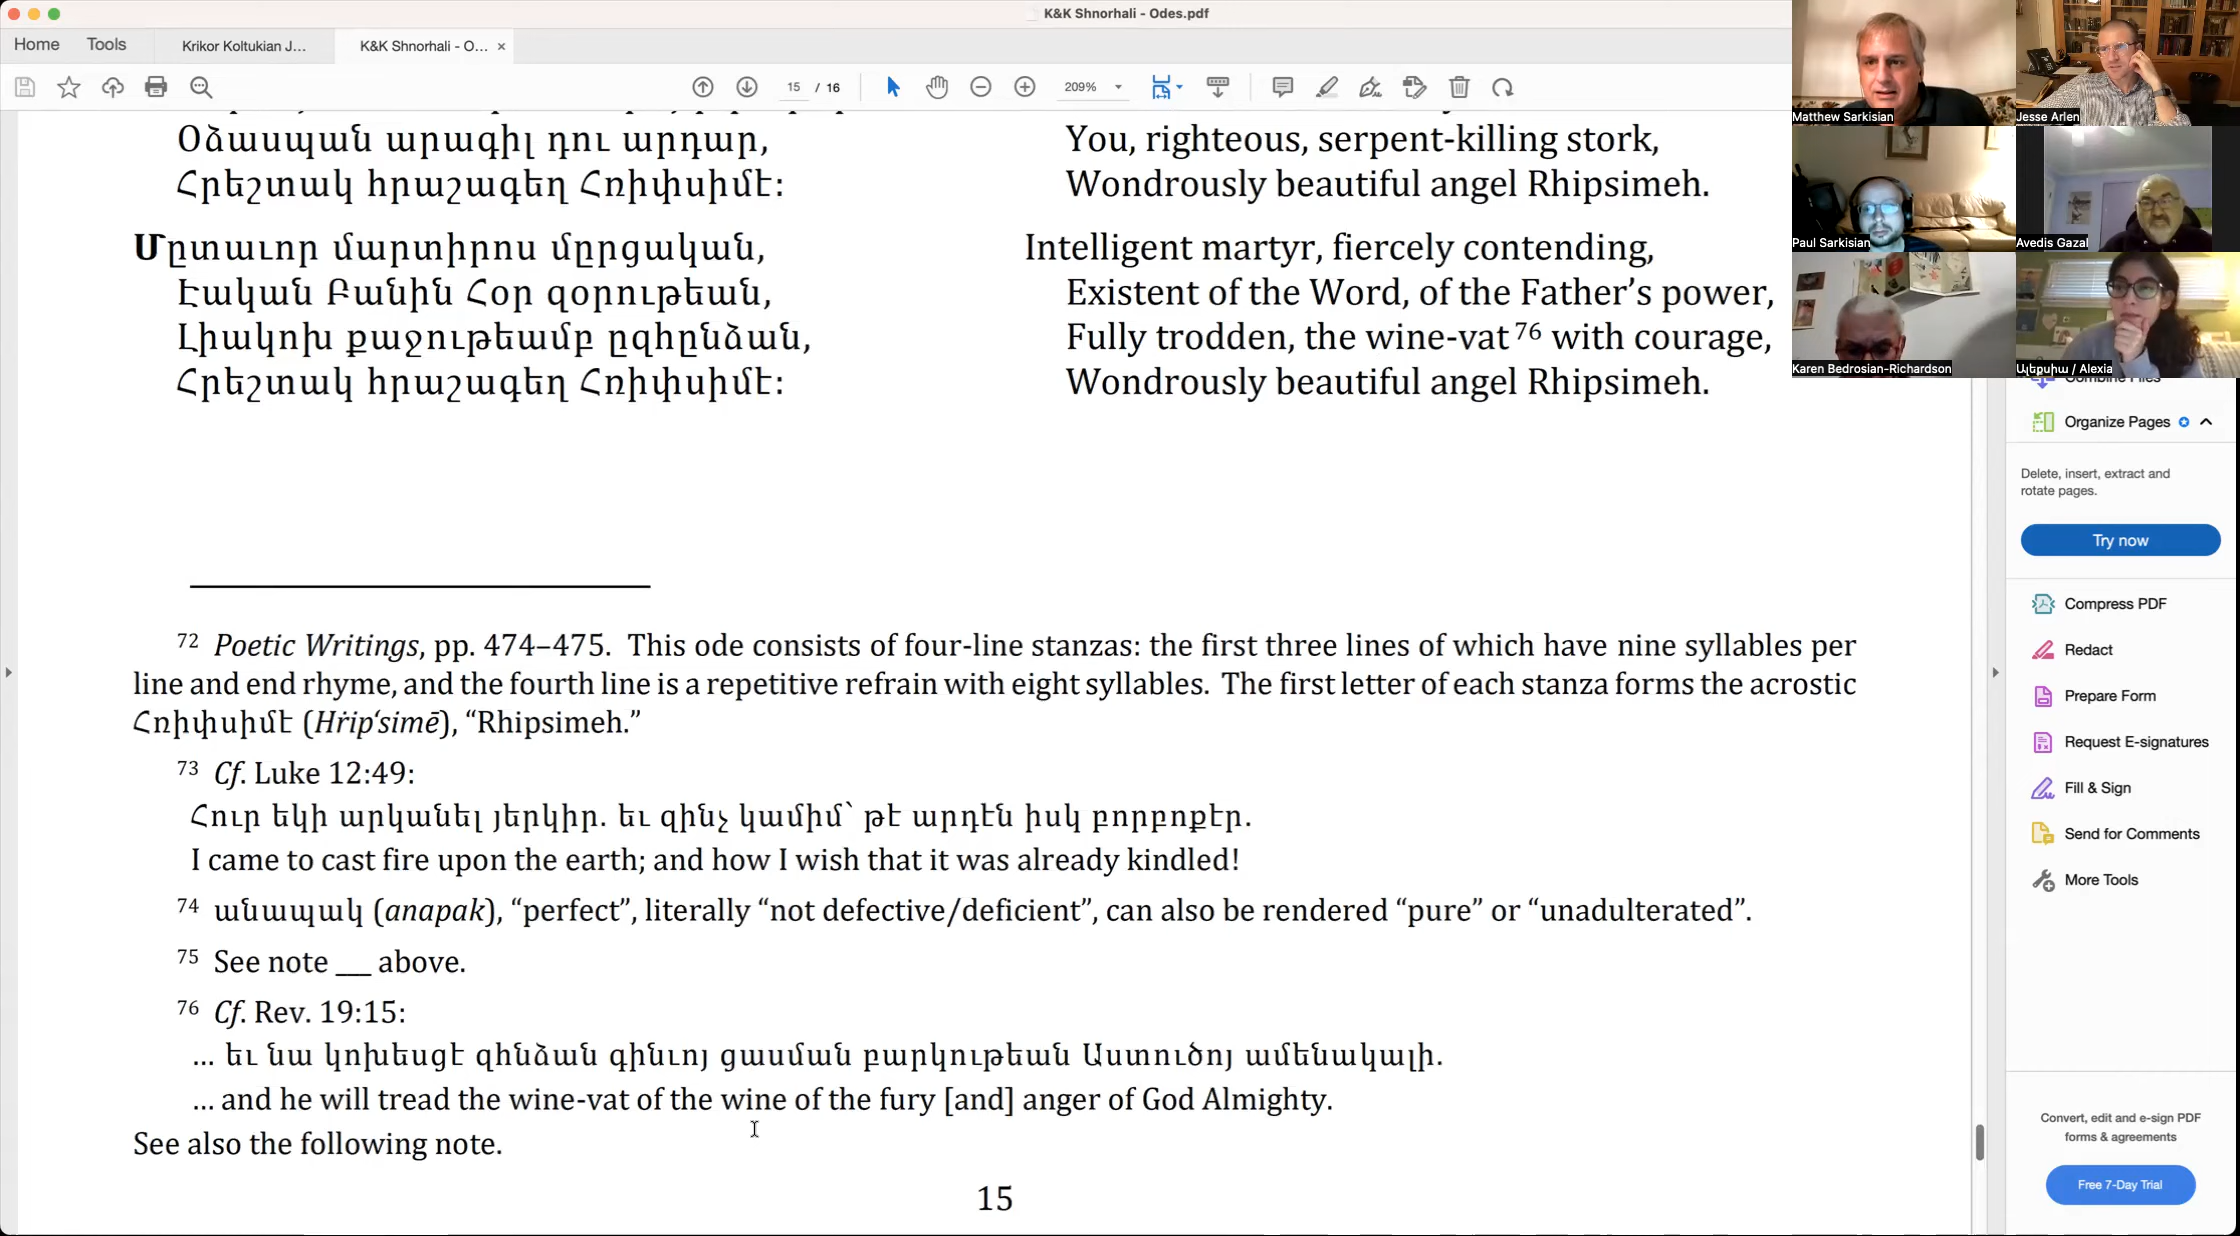 K&K Shnorhali - Odes.pdf
Home
Tools
Krikor Koltukian J...
K&K Shnorhali - O... ×
15 / 16
209%
Օձասպան արագիլ դու արդար,
Հրեշտակ հրաշագեղ Հռիփսիմէ։
Մըտաւոր մարտիրոս մըրցական,
Էական Բանին Հօր զօրութեան,
Լիակոխ քաջութեամբ ըզհընձան,
Հրեշտակ հրաշագեղ Հռիփսիմէ։
You, righteous, serpent-killing stork,
Wondrously beautiful angel Rhipsimeh.
Intelligent martyr, fiercely contending,
Existent of the Word, of the Father’s power,
Fully trodden, the wine-vat 76 with courage,
Wondrously beautiful angel Rhipsimeh.
72 Poetic Writings, pp. 474–475. This ode consists of four-line stanzas: the first three lines of which have nine syllables per
line and end rhyme, and the fourth line is a repetitive refrain with eight syllables. The first letter of each stanza forms the acrostic
Հռիփսիմէ (Hṙip‘simē), “Rhipsimeh.”
73 Cf. Luke 12:49:
Հուր եկի արկանել յերկիր. եւ զինչ կամիմ՝ թէ արդէն իսկ բորբոքէր.
I came to cast fire upon the earth; and how I wish that it was already kindled!
74 անապակ (anapak), “perfect”, literally “not defective/deficient”, can also be rendered “pure” or “unadulterated”.
75 See note ___ above.
76 Cf. Rev. 19:15:
... եւ նա կոխեսցէ զհնձան գինւոյ ցասման բարկութեան Աստուծոյ ամենակալի.
... and he will tread the wine-vat of the wine of the fury [and] anger of God Almighty.
See also the following note.
15
Matthew Sarkisian
Jesse Arlen
Paul Sarkisian
Avedis Gazal
Karen Bedrosian-Richardson
Ալեքսիա / Alexia
Combine Files
Organize Pages
Delete, insert, extract and
rotate pages.
Try now
Compress PDF
Redact
Prepare Form
Request E-signatures
Fill & Sign
Send for Comments
More Tools
Convert, edit and e-sign PDF
forms & agreements
Free 7-Day Trial